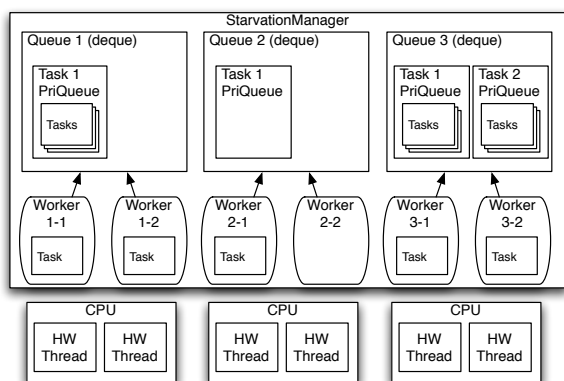 StarvationManager
Queue 1 (deque)
Queue 2 (deque)
Queue 3 (deque)
Task 1
PriQueue
Tasks
Task 1
PriQueue
Task 1
PriQueue
Tasks
Task 2
PriQueue
Tasks
Worker
1-1
Task
Worker
1-2
Task
Worker
2-1
Task
Worker
2-2
Worker
3-1
Task
Worker
3-2
Task
CPU
HW
Thread
HW
Thread
CPU
HW
Thread
HW
Thread
CPU
HW
Thread
HW
Thread